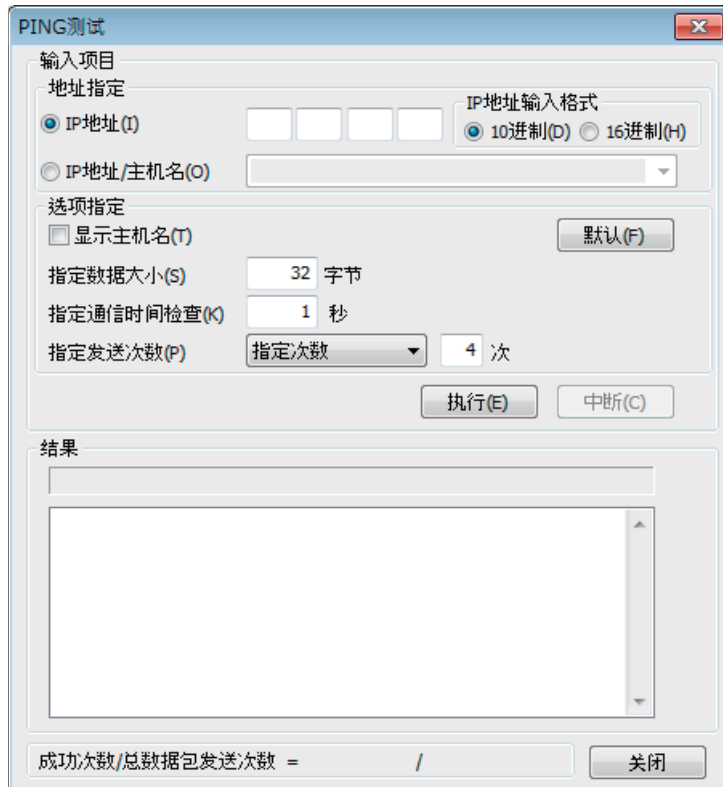 PING测试
输入项目
地址指定
IP地址(I)
IP地址输入格式
10进制(D) 16进制(H)
IP地址/主机名(O)
选项指定
显示主机名(T) 默认(F)
指定数据大小(S) 32 字节
指定通信时间检查(K) 1 秒
指定发送次数(P) 指定次数 4 次
执行(E) 中断(C)
结果
成功次数/总数据包发送次数 = / 关闭